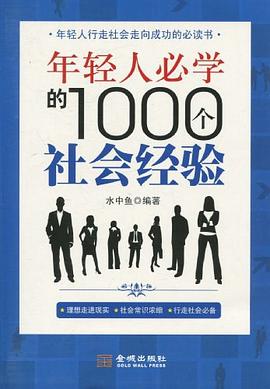 ·年轻人行走社会走向成功的必读书·
年轻人必学
的1000个
社会经验
水中鱼◎编著
★理想走进现实 ★社会常识浓缩 ★行走社会必备
金城出版社
GOLD WALL PRESS